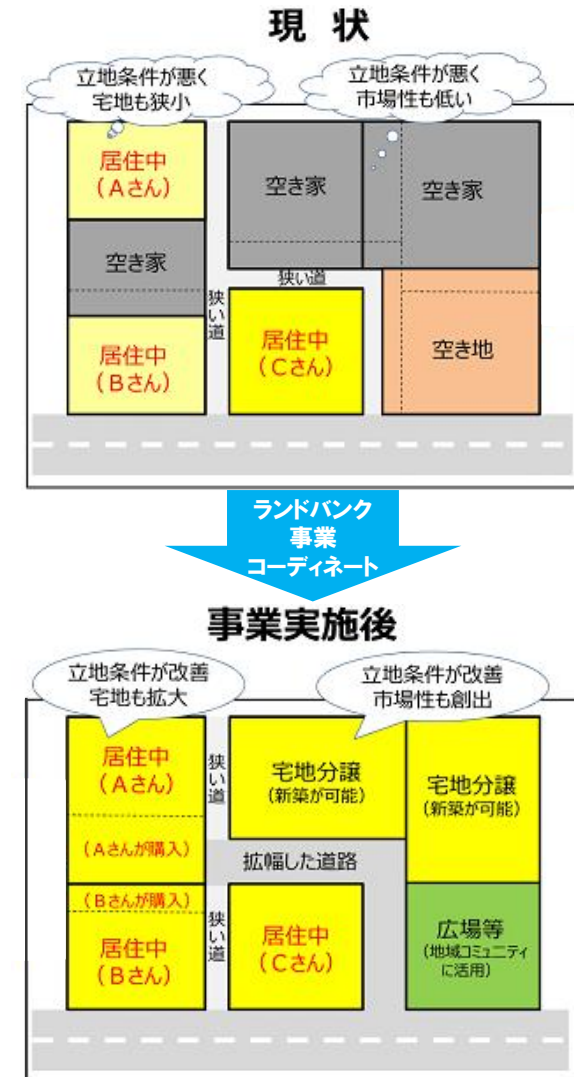 現 状
立地条件が悪く
宅地も狭小
立地条件が悪く
市場性も低い
居住中
(Aさん)
空き家
空き家
空き家
狭い道
狭い道
居住中
(Bさん)
居住中
(Cさん)
空き地
ランドバンク
事業
コーディネート
事業実施後
立地条件が改善
宅地も拡大
立地条件が改善
市場性も創出
居住中
(Aさん)
(Aさんが購入)
狭い道
宅地分譲
(新築が可能)
宅地分譲
(新築が可能)
拡幅した道路
(Bさんが購入)
居住中
(Bさん)
狭い道
居住中
(Cさん)
広場等
(地域コミュニティ
に活用)